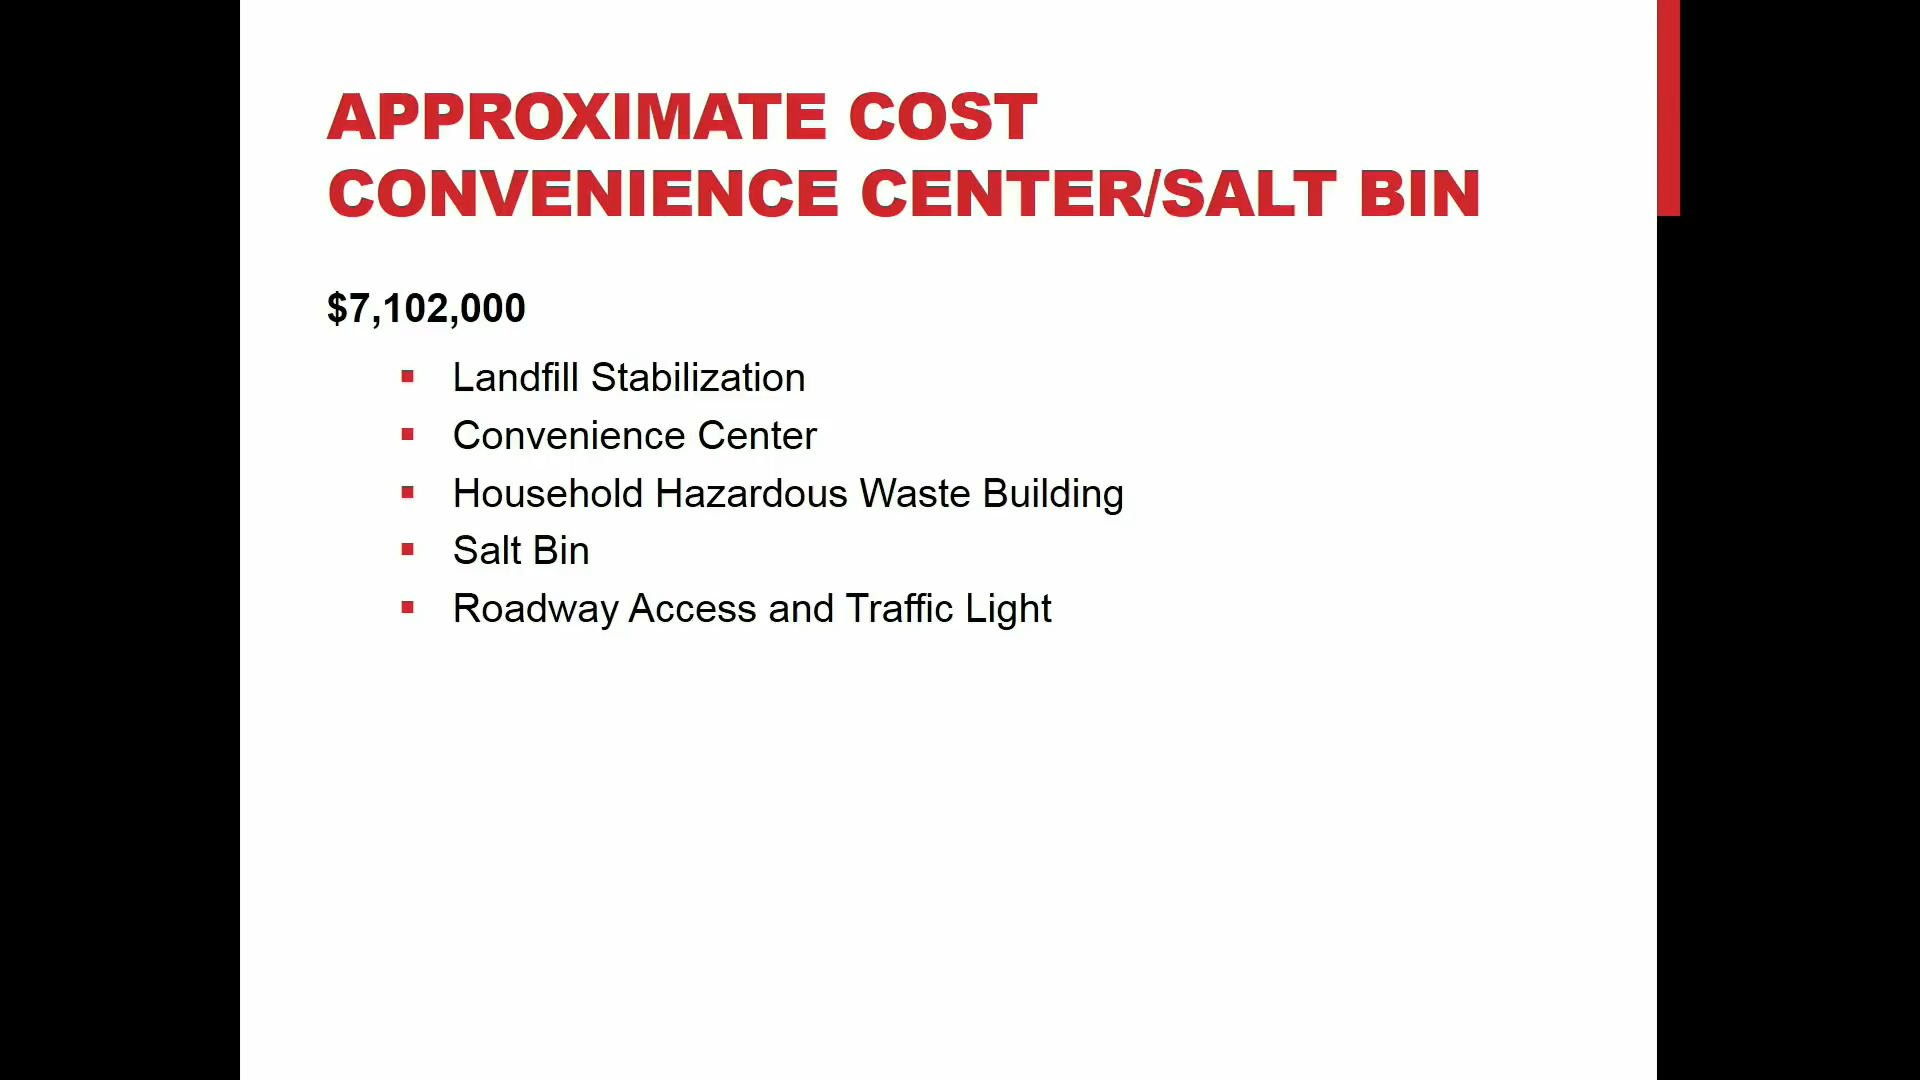 APPROXIMATE COST
CONVENIENCE CENTER/SALT BIN
$7,102,000
▪ Landfill Stabilization
▪ Convenience Center
▪ Household Hazardous Waste Building
▪ Salt Bin
▪ Roadway Access and Traffic Light